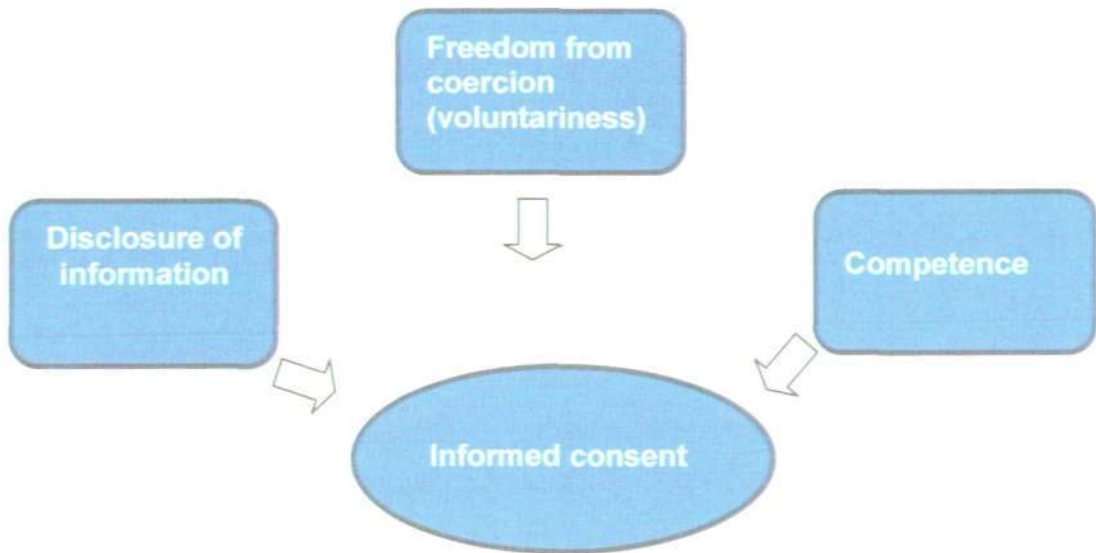 Freedom from
coercion
(voluntariness)
Disclosure of
information
Competence
Informed consent